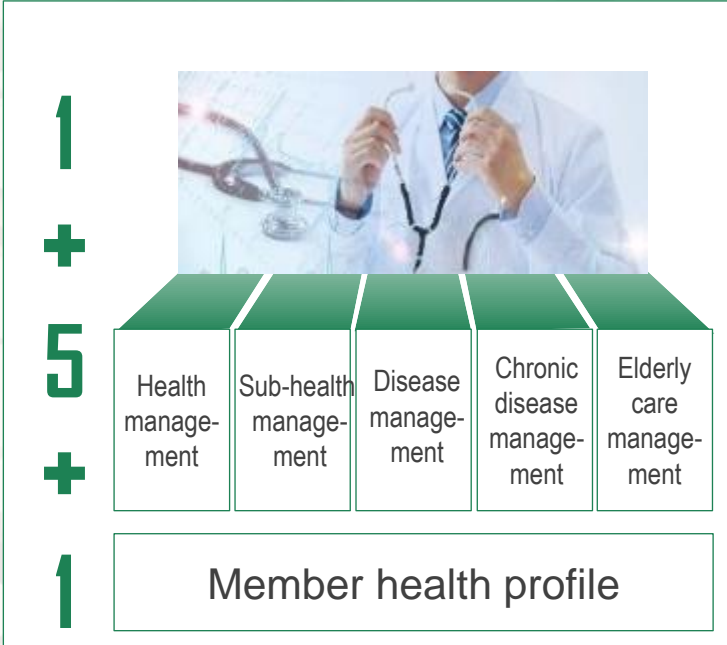 1
+
5
+
1
Health
manage-
ment
Sub-health
manage-
ment
Disease
manage-
ment
Chronic
disease
manage-
ment
Elderly
care
manage-
ment
Member health profile